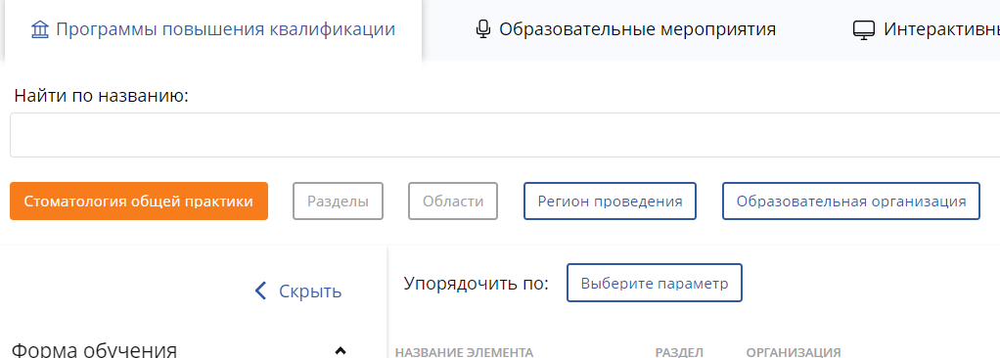 Программы повышения квалификации Образовательные мероприятия Интерактивны
Найти по названию:
Стоматология общей практики Разделы Области Регион проведения Образовательная организация
Скрыть Упорядочить по: Выберите параметр
Форма обучения НАЗВАНИЕ ЭЛЕМЕНТА РАЗДЕЛ ОРГАНИЗАЦИЯ